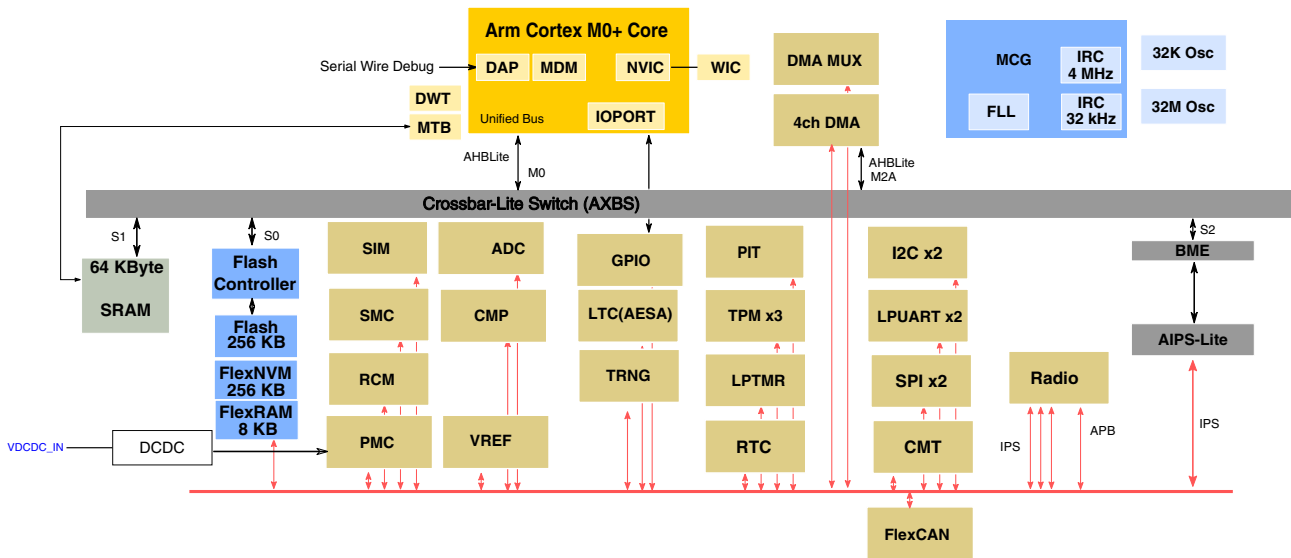 Arm Cortex M0+ Core
Serial Wire Debug
DAP
MDM
NVIC
WIC
DWT
MTB
Unified Bus
IOPORT
DMA MUX
4ch DMA
MCG
IRC
4 MHz
FLL
IRC
32 kHz
32K Osc
32M Osc
AHBLite
M0
AHBLite
M2A
Crossbar-Lite Switch (AXBS)
S1
S0
S2
64 KByte
SRAM
Flash
Controller
Flash
256 KB
FlexNVM
256 KB
FlexRAM
8 KB
SIM
SMC
RCM
PMC
ADC
CMP
VREF
GPIO
LTC(AESA)
TRNG
PIT
TPM x3
LPTMR
RTC
I2C x2
LPUART x2
SPI x2
CMT
Radio
IPS
APB
BME
AIPS-Lite
IPS
VDCDC_IN
DCDC
FlexCAN